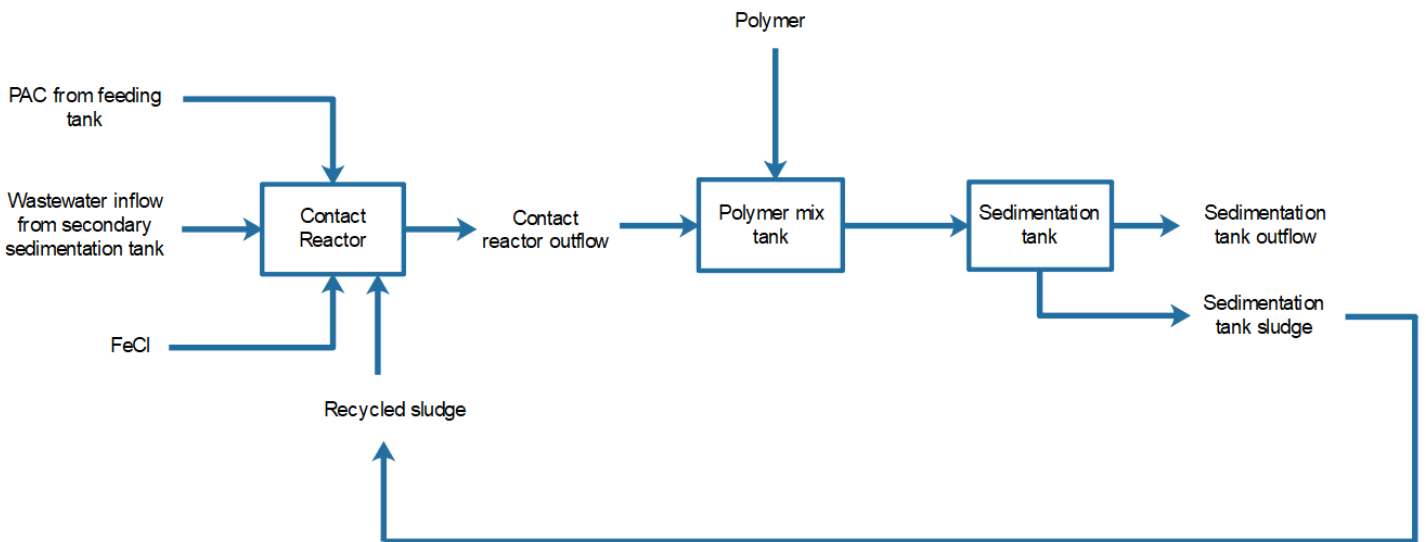 Polymer
PAC from feeding
tank
Wastewater inflow
from secondary
sedimentation tank
Contact
Reactor
Contact
reactor outflow
Polymer mix
tank
Sedimentation
tank
Sedimentation
tank outflow
Sedimentation
tank sludge
FeCl
Recycled sludge